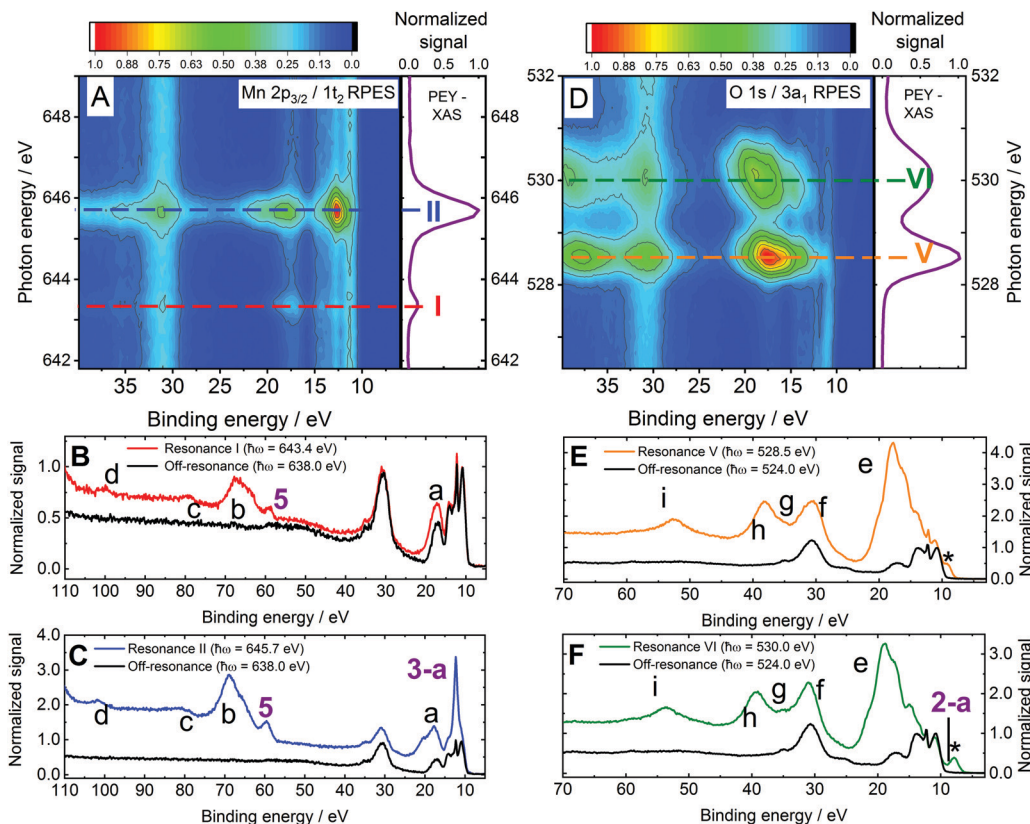 Normalized signal
1.00 0.88 0.75 0.63 0.50 0.38 0.25 0.13 0.0 0.0 0.5 1.0
A
Mn 2p3/2 / 1t2 RPES
PEY - XAS
Photon energy / eV
648
646
644
642
II
I
648
646
644
642
35 30 25 20 15 10
Binding energy / eV
Normalized signal
1.00 0.88 0.75 0.63 0.50 0.38 0.25 0.13 0.0 0.0 0.5 1.0
532
530
528
D
O 1s / 3a1 RPES
PEY - XAS
VI
V
532
530
528
Photon energy / eV
35 30 25 20 15 10
Binding energy / eV
B
Resonance I (ħω = 643.4 eV)
Off-resonance (ħω = 638.0 eV)
Normalized signal
1.0
0.5
0.0
d c b 5 a
110 100 90 80 70 60 50 40 30 20 10
Binding energy / eV
C
Resonance II (ħω = 645.7 eV)
Off-resonance (ħω = 638.0 eV)
Normalized signal
4.0
3.0
2.0
1.0
0.0
d c b 5 a 3-a
110 100 90 80 70 60 50 40 30 20 10
Binding energy / eV
E
Resonance V (ħω = 528.5 eV)
Off-resonance (ħω = 524.0 eV)
i h g f e *
4.0
3.0
2.0
1.0
0.0
Normalized signal
70 60 50 40 30 20 10
Binding energy / eV
F
Resonance VI (ħω = 530.0 eV)
Off-resonance (ħω = 524.0 eV)
i h g f e 2-a *
3.0
2.0
1.0
0.0
Normalized signal
70 60 50 40 30 20 10
Binding energy / eV